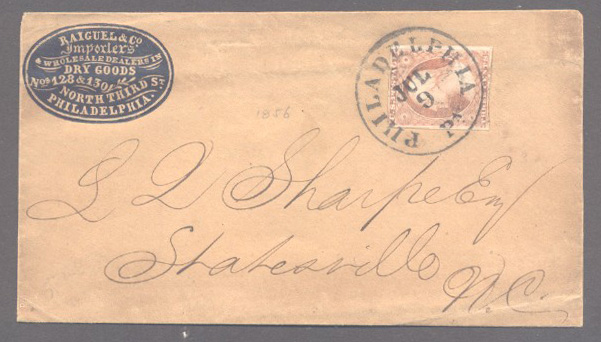 RAIGUEL & Co
Importers
& WHOLESALE DEALERS IN
DRY GOODS
Nos 128 & 130
NORTH THIRD St
PHILADELPHIA.
PHILADELPHIA Pa.
JUL
9
1856
L Q Sharpe Esq
Statesville
N.C.